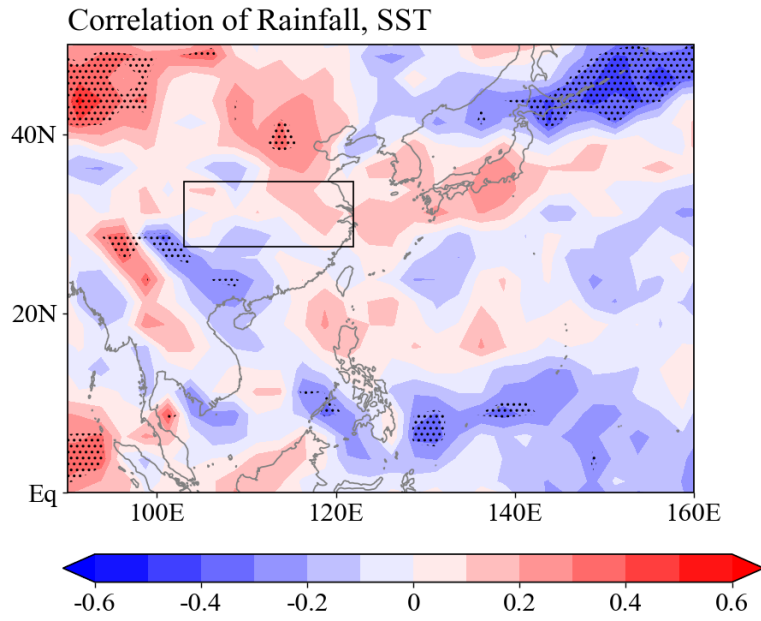 Correlation of Rainfall, SST
40N
20N
Eq
100E 120E 140E 160E
-0.6 -0.4 -0.2 0 0.2 0.4 0.6